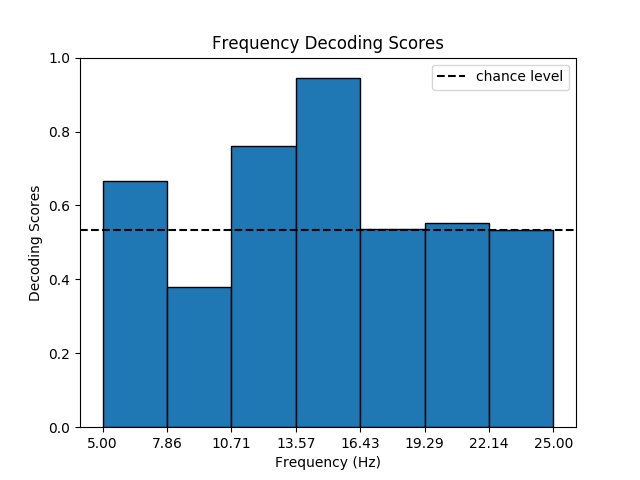 Frequency Decoding Scores
chance level
1.0
0.8
0.6
0.4
0.2
0.0
Decoding Scores
5.00 7.86 10.71 13.57 16.43 19.29 22.14 25.00
Frequency (Hz)